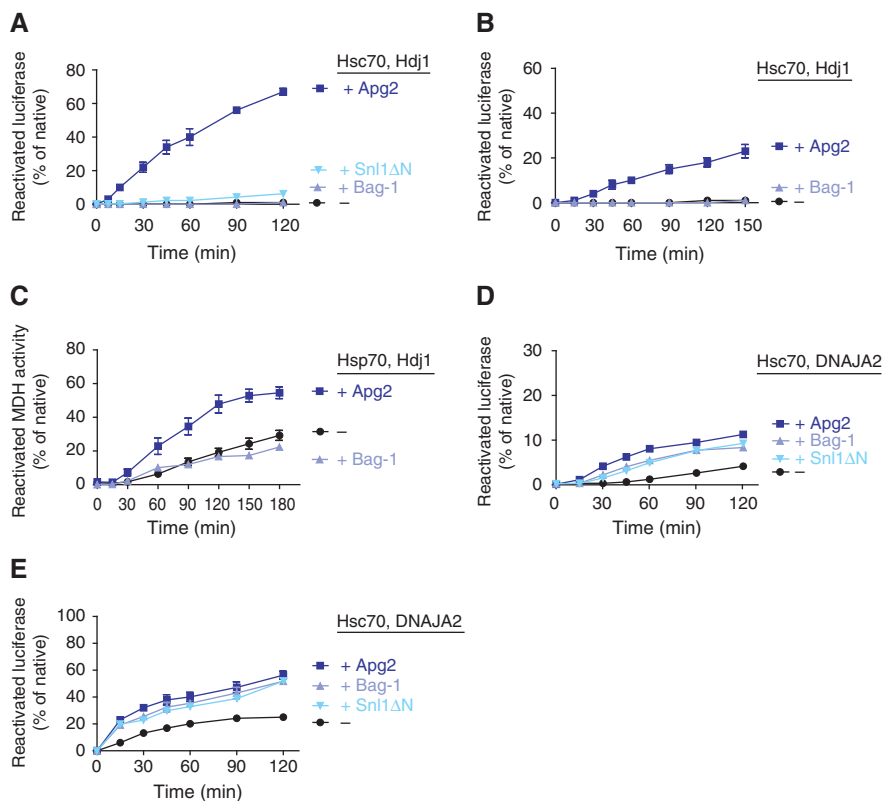 A
Reactivated luciferase
(% of native)
80
60
40
20
0
0
30
60
90
120
Time (min)
Hsc70, Hdj1
+ Apg2
+ Snl1ΔN
+ Bag-1
–
B
Reactivated luciferase
(% of native)
60
40
20
0
0
30
60
90
120
150
Time (min)
Hsc70, Hdj1
+ Apg2
+ Bag-1
–
C
Reactivated MDH activity
(% of native)
80
60
40
20
0
0
30
60
90
120
150
180
Time (min)
Hsp70, Hdj1
+ Apg2
–
+ Bag-1
D
Reactivated luciferase
(% of native)
30
20
10
0
0
30
60
90
120
Time (min)
Hsc70, DNAJA2
+ Apg2
+ Bag-1
+ Snl1ΔN
–
E
Reactivated luciferase
(% of native)
100
80
60
40
20
0
0
30
60
90
120
Time (min)
Hsc70, DNAJA2
+ Apg2
+ Bag-1
+ Snl1ΔN
–